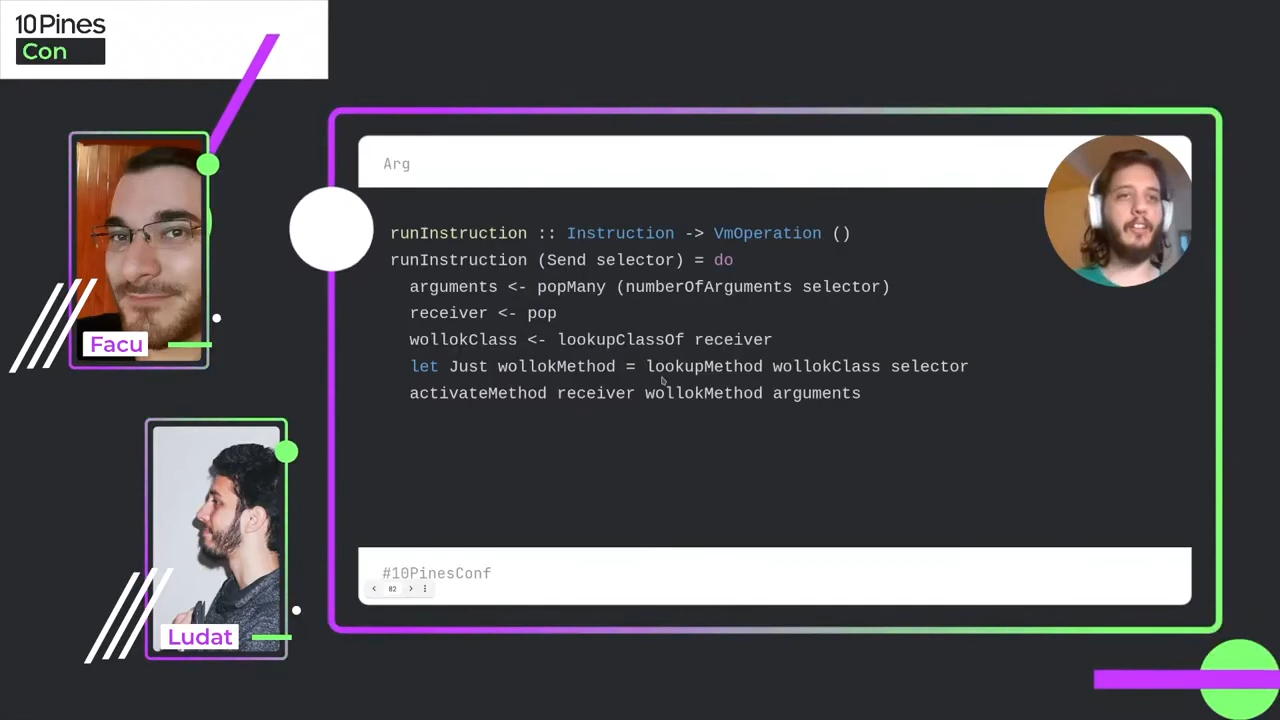 10Pines
Con
Facu
Ludat
Arg
runInstruction :: Instruction -> VmOperation ()
runInstruction (Send selector) = do
  arguments <- popMany (numberOfArguments selector)
  receiver <- pop
  wollokClass <- lookupClassOf receiver
  let Just wollokMethod = lookupMethod wollokClass selector
  activateMethod receiver wollokMethod arguments
#10PinesConf
82